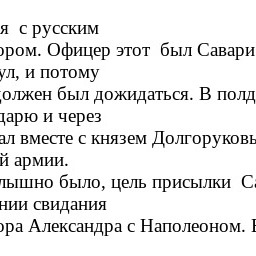 я с русским
ором. Офицер этот был Савари
ул, и потому
должен был дожидаться. В полд
дарю и через
ал вместе с князем Долгоруковь
й армии.
лышно было, цель присылки Са
нии свидания
ора Александра с Наполеоном. В